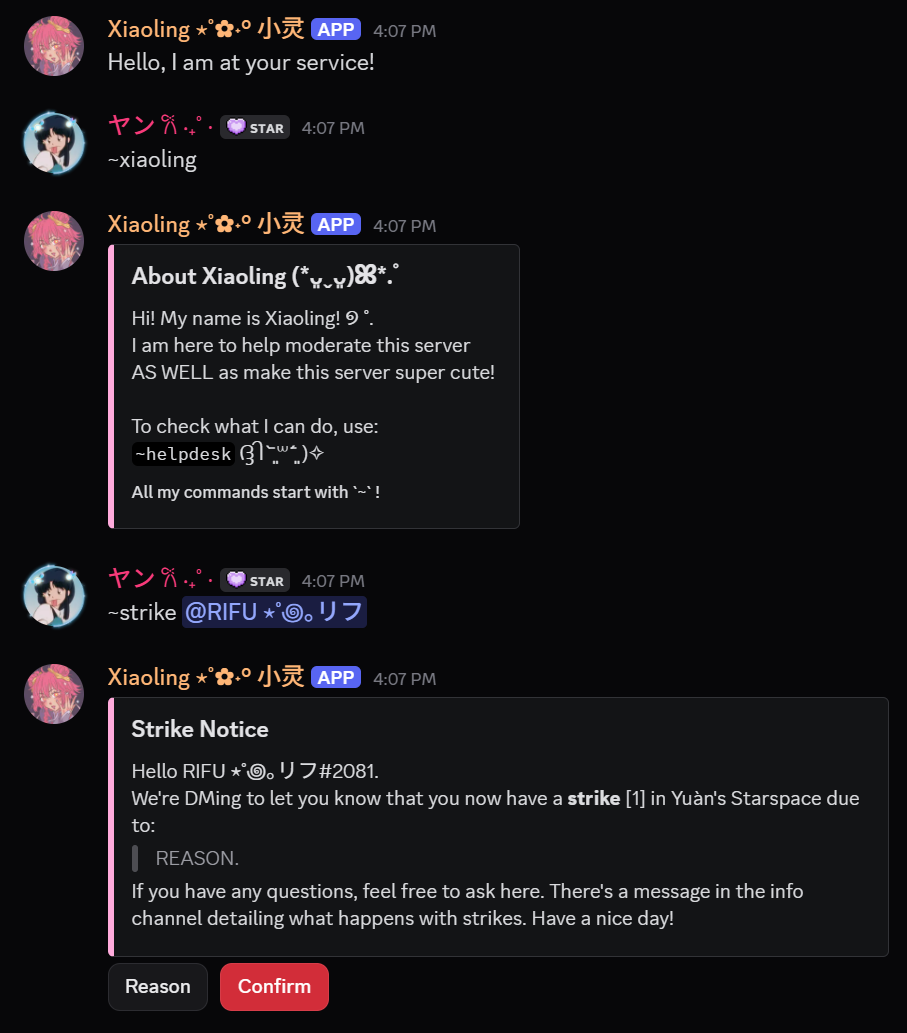 Xiaoling ⋆˚✿˖° 小灵 APP 4:07 PM
Hello, I am at your service!
ヤン 𐙚 ‧₊˚ ⋅ STAR 4:07 PM
~xiaoling
Xiaoling ⋆˚✿˖° 小灵 APP 4:07 PM
About Xiaoling (*ᴗ͈ˬᴗ͈)ꕤ*.ﾟ
Hi! My name is Xiaoling! ୭ ˚.
I am here to help moderate this server
AS WELL as make this server super cute!
To check what I can do, use:
~helpdesk ପ(๑•̀ुᗜ•́)✧
All my commands start with `~` !
ヤン 𐙚 ‧₊˚ ⋅ STAR 4:07 PM
~strike @RIFU ⋆˚࿔｡ リフ
Xiaoling ⋆˚✿˖° 小灵 APP 4:07 PM
Strike Notice
Hello RIFU ⋆˚࿔｡ リフ#2081.
We're DMing to let you know that you now have a strike [1] in Yuàn's Starspace due
to:
REASON.
If you have any questions, feel free to ask here. There's a message in the info
channel detailing what happens with strikes. Have a nice day!
Reason Confirm